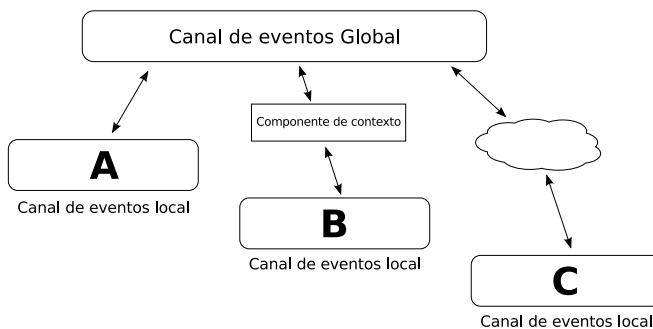 Canal de eventos Global
Componente de contexto
A
Canal de eventos local
B
Canal de eventos local
C
Canal de eventos local